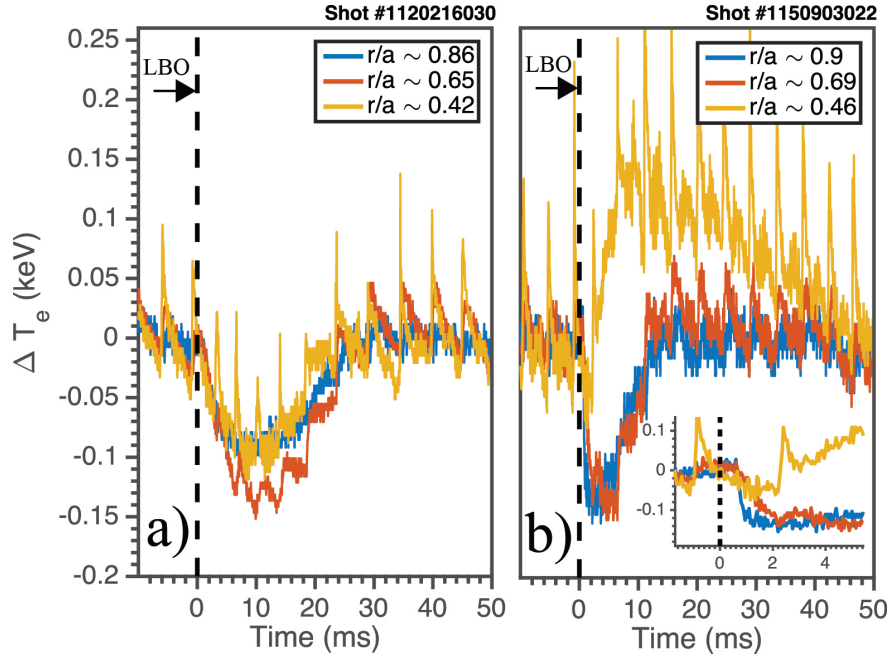 Shot #1120216030
Shot #1150903022
LBO
r/a ∼ 0.86
r/a ∼ 0.65
r/a ∼ 0.42
LBO
r/a ∼ 0.9
r/a ∼ 0.69
r/a ∼ 0.46
0.25
0.2
0.15
0.1
0.05
0
-0.05
-0.1
-0.15
-0.2
Δ T_e (keV)
a)
b)
0.1
0
-0.1
0 2 4
0 10 20 30 40 50
0 10 20 30 40 50
Time (ms)
Time (ms)